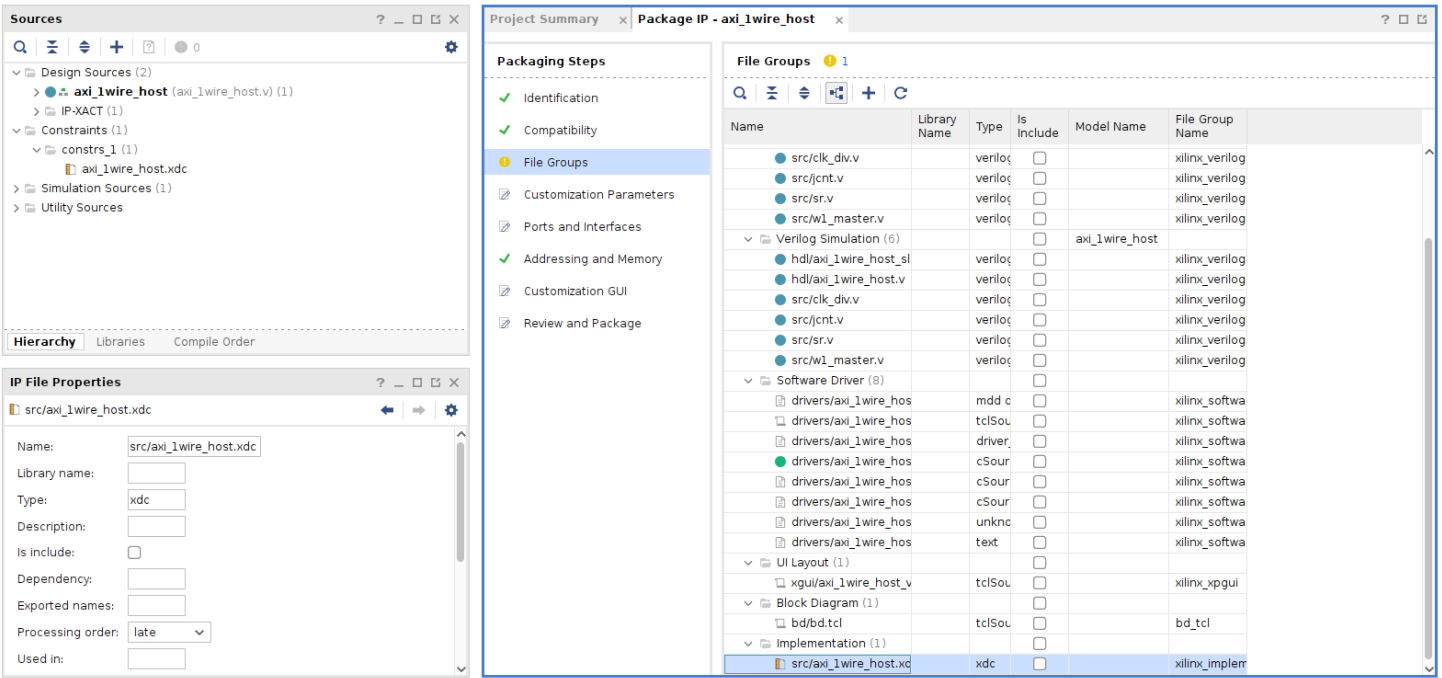 Sources
?
0
Design Sources (2)
axi_1wire_host (axi_1wire_host.v) (1)
IP-XACT (1)
Constraints (1)
constrs_1 (1)
axi_1wire_host.xdc
Simulation Sources (1)
Utility Sources
Hierarchy Libraries Compile Order
IP File Properties
?
src/axi_1wire_host.xdc
Name: src/axi_1wire_host.xdc
Library name:
Type: xdc
Description:
Is include:
Dependency:
Exported names:
Processing order: late
Used in:
Project Summary × Package IP - axi_1wire_host ×
?
Packaging Steps
Identification
Compatibility
File Groups
Customization Parameters
Ports and Interfaces
Addressing and Memory
Customization GUI
Review and Package
File Groups 1
Name Library Name Type Is Include Model Name File Group Name
src/clk_div.v verilog xilinx_verilog
src/jcnt.v verilog xilinx_verilog
src/sr.v verilog xilinx_verilog
src/w1_master.v verilog xilinx_verilog
Verilog Simulation (6) axi_1wire_host
hdl/axi_1wire_host_sl verilog xilinx_verilog
hdl/axi_1wire_host.v verilog xilinx_verilog
src/clk_div.v verilog xilinx_verilog
src/jcnt.v verilog xilinx_verilog
src/sr.v verilog xilinx_verilog
src/w1_master.v verilog xilinx_verilog
Software Driver (8)
drivers/axi_1wire_hos mdd o xilinx_softwa
drivers/axi_1wire_hos tclSou xilinx_softwa
drivers/axi_1wire_hos driver_ xilinx_softwa
drivers/axi_1wire_hos cSour xilinx_softwa
drivers/axi_1wire_hos cSour xilinx_softwa
drivers/axi_1wire_hos cSour xilinx_softwa
drivers/axi_1wire_hos unkno xilinx_softwa
drivers/axi_1wire_hos text xilinx_softwa
UI Layout (1)
xgui/axi_1wire_host_v tclSou xilinx_xpgui
Block Diagram (1)
bd/bd.tcl tclSou bd_tcl
Implementation (1)
src/axi_1wire_host.xd xdc xilinx_implem